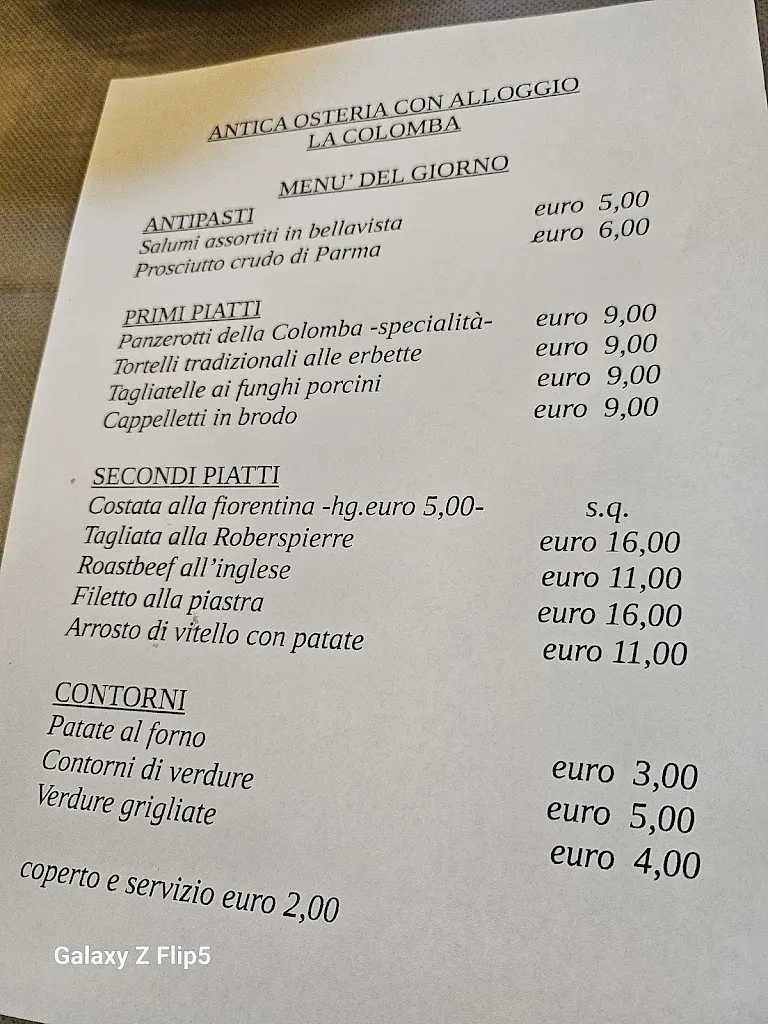 ANTICA OSTERIA CON ALLOGGIO
LA COLOMBA
MENU' DEL GIORNO
ANTIPASTI
Salumi assortiti in bellavista euro 5,00
Prosciutto crudo di Parma euro 6,00
PRIMI PIATTI
Panzerotti della Colomba -specialità- euro 9,00
Tortelli tradizionali alle erbette euro 9,00
Tagliatelle ai funghi porcini euro 9,00
Cappelletti in brodo euro 9,00
SECONDI PIATTI
Costata alla fiorentina -hg.euro 5,00- s.q.
Tagliata alla Roberspierre euro 16,00
Roastbeef all'inglese euro 11,00
Filetto alla piastra euro 16,00
Arrosto di vitello con patate euro 11,00
CONTORNI
Patate al forno euro 3,00
Contorni di verdure euro 5,00
Verdure grigliate euro 4,00
coperto e servizio euro 2,00
Galaxy Z Flip5